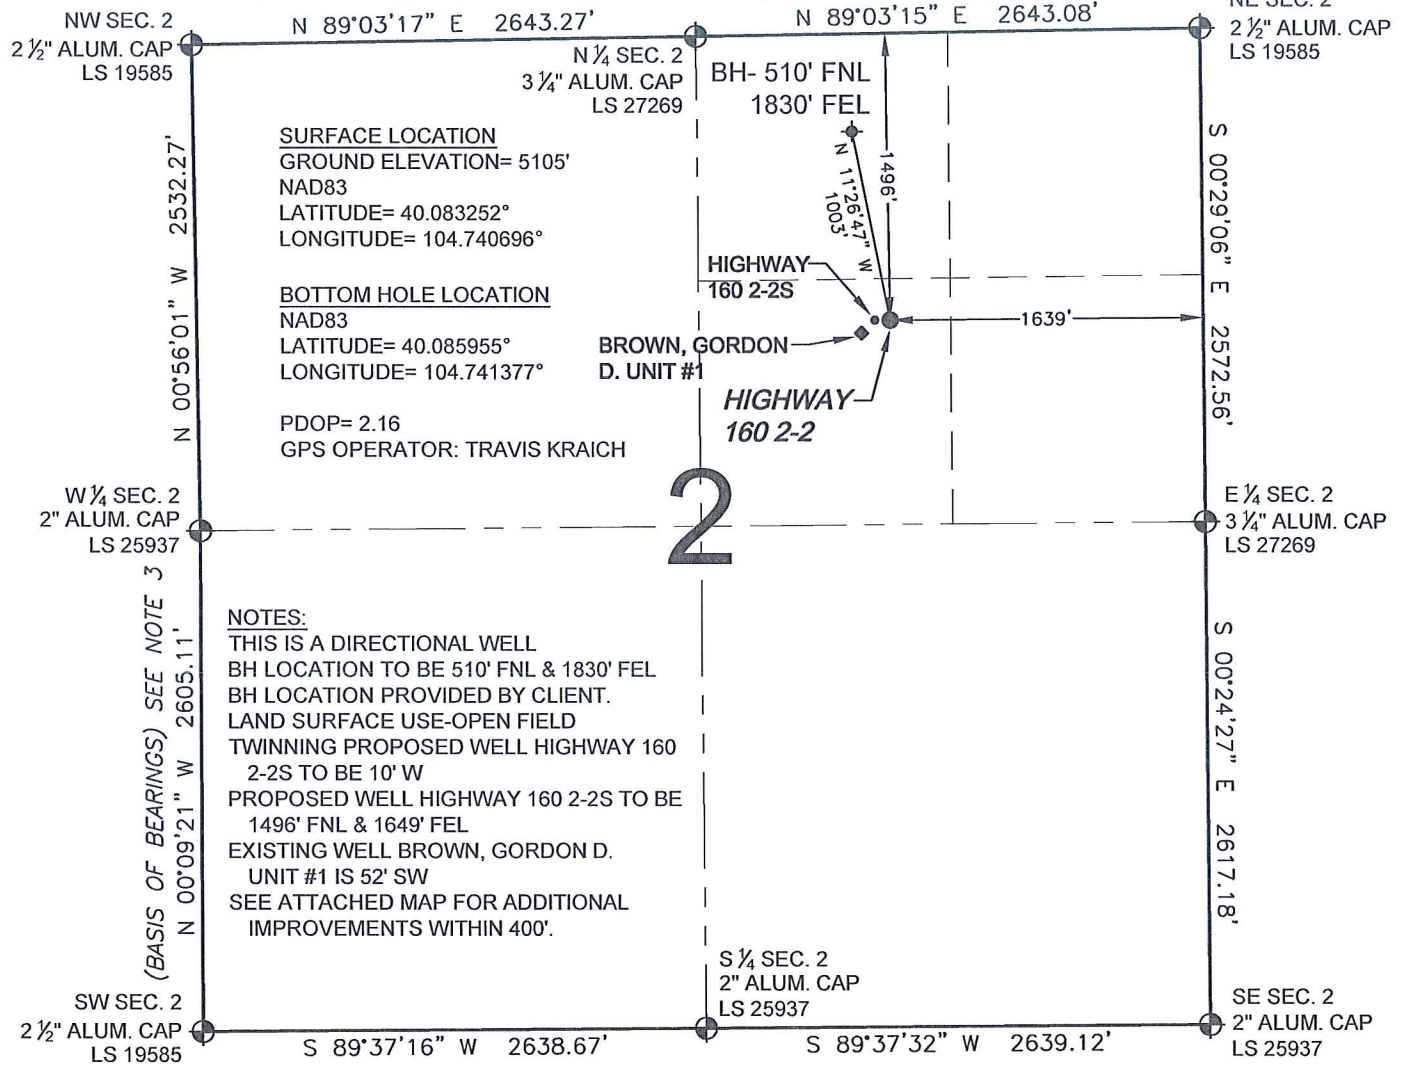 NW SEC. 2
2 ½" ALUM. CAP
LS 19585
N 89°03'17" E 2643.27'
N ¼ SEC. 2
3 ¼" ALUM. CAP
LS 27269
N 89°03'15" E 2643.08'
NE SEC. 2
2 ½" ALUM. CAP
LS 19585
BH- 510' FNL
1830' FEL
SURFACE LOCATION
GROUND ELEVATION= 5105'
NAD83
LATITUDE= 40.083252°
LONGITUDE= 104.740696°
BOTTOM HOLE LOCATION
NAD83
LATITUDE= 40.085955°
LONGITUDE= 104.741377°
PDOP= 2.16
GPS OPERATOR: TRAVIS KRAICH
N 00°56'01" W 2532.27'
N 11°26'47" W
1003'
1496'
S 00°29'06" E 2572.56'
HIGHWAY
160 2-2S
1639'
BROWN, GORDON
D. UNIT #1
HIGHWAY
160 2-2
2
W ¼ SEC. 2
2" ALUM. CAP
LS 25937
E ¼ SEC. 2
3 ¼" ALUM. CAP
LS 27269
(BASIS OF BEARINGS) SEE NOTE 3
N 00°09'21" W 2605.11'
NOTES:
THIS IS A DIRECTIONAL WELL
BH LOCATION TO BE 510' FNL & 1830' FEL
BH LOCATION PROVIDED BY CLIENT.
LAND SURFACE USE-OPEN FIELD
TWINNING PROPOSED WELL HIGHWAY 160
2-2S TO BE 10' W
PROPOSED WELL HIGHWAY 160 2-2S TO BE
1496' FNL & 1649' FEL
EXISTING WELL BROWN, GORDON D.
UNIT #1 IS 52' SW
SEE ATTACHED MAP FOR ADDITIONAL
IMPROVEMENTS WITHIN 400'.
S 00°24'27" E 2617.18'
SW SEC. 2
2 ½" ALUM. CAP
LS 19585
S 89°37'16" W 2638.67'
S ¼ SEC. 2
2" ALUM. CAP
LS 25937
S 89°37'32" W 2639.12'
SE SEC. 2
2" ALUM. CAP
LS 25937